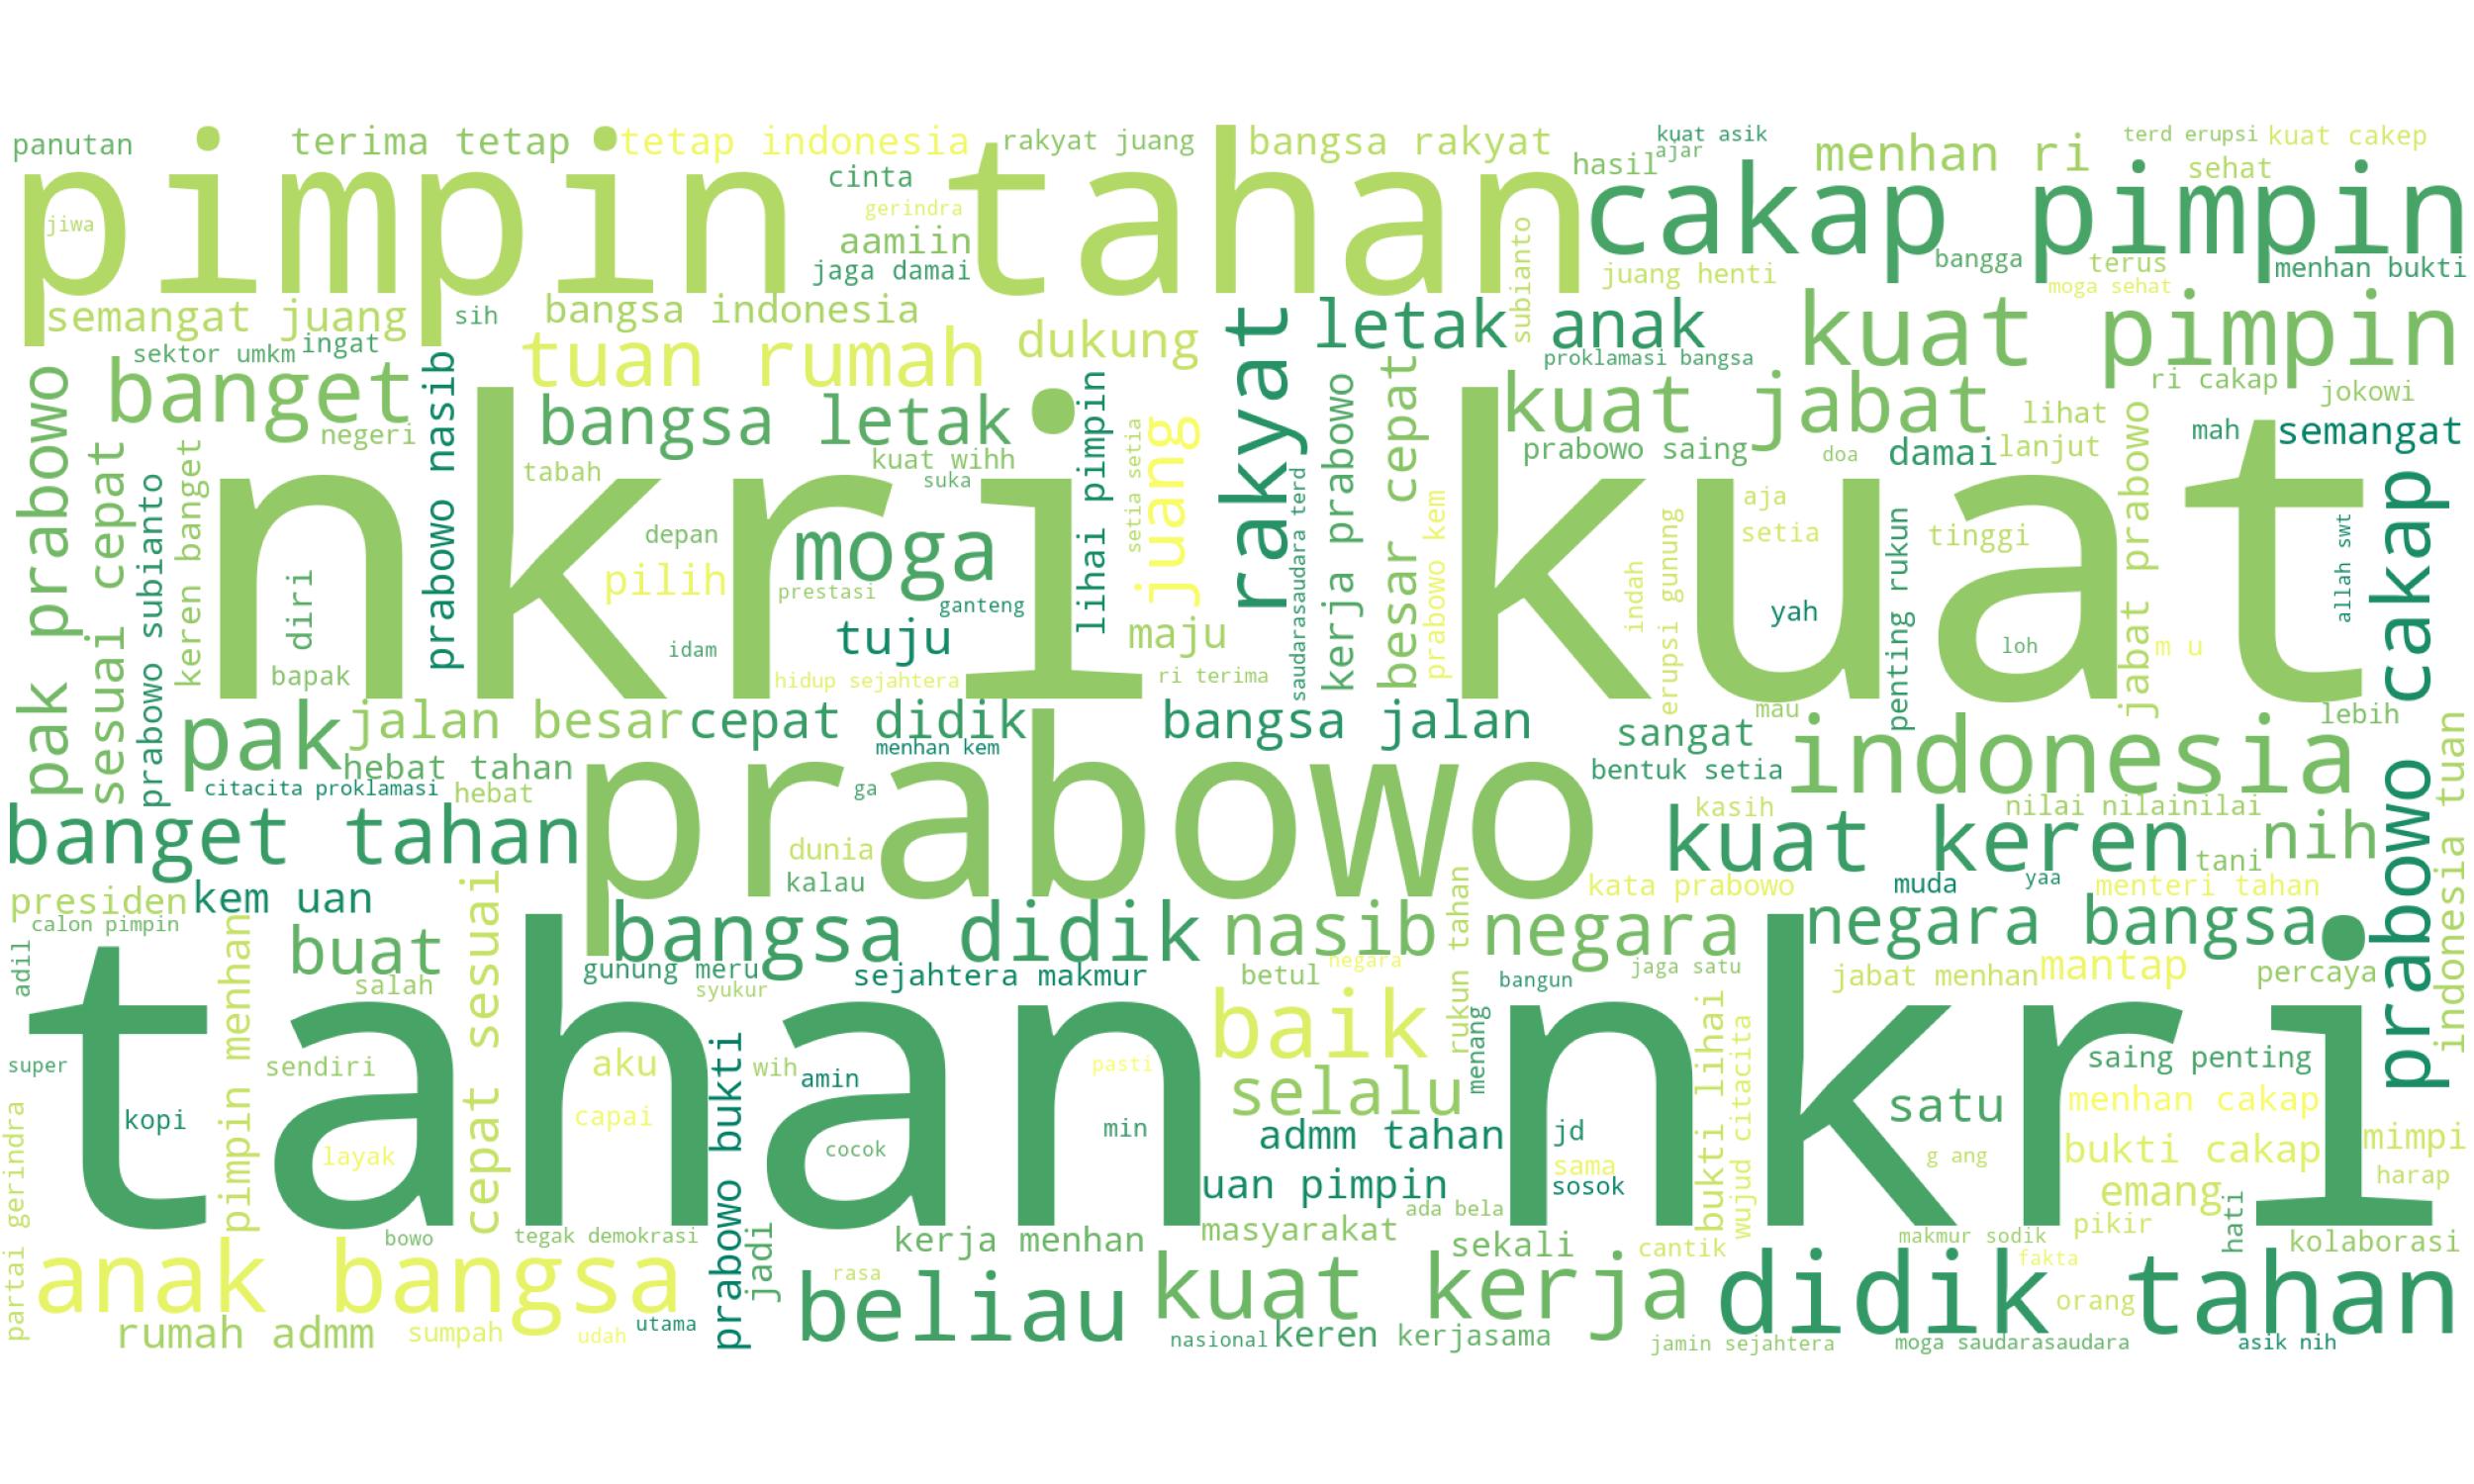 panutan
terima tetap
tetap indonesia
rakyat juang
bangsa rakyat
kuat asik
menhan ri
terd erupsi
kuat cakep
pimpin tahan
cakap pimpin
hasil
ajar
sehat
cinta
jiwa
gerindra
aamiin
jaga damai
subianto
juang henti
bangga
terus
menhan bukti
moga sehat
semangat juang
sih
bangsa indonesia
tuan rumah
dukung
rakyat
letak anak
kuat pimpin
sektor umkm
ingat
proklamasi bangsa
banget
negeri
prabowo nasib
bangsa letak
lihai pimpin
juang
kuat jabat
ri cakap
jokowi
lihat
mah
semangat
pak prabowo
sesuai cepat
prabowo subianto
keren banget
nkri kuat
tabah
kuat wihh
suka
setia setia
saudarasaudara terd
kerja prabowo
besar cepat
prabowo kem
prabowo saing
doa
damai
lanjut
jabat prabowo
aja
setia
penting rukun
tinggi
allah swt
cakap
depan
moga
pilih
prestasi
ganteng
diri
bapak
idam
tuju
maju
indah
erupsi gunung
yah
loh
m u
hidup sejahtera
ri terima
pak
jalan besar
cepat didik
bangsa jalan
mau
sangat
indonesia
lebih
menhan kem
hebat tahan
citacita proklamasi
hebat
prabowo
ga
bentuk setia
kasih
nilai nilainilai
indonesia tuan
banget tahan
dunia
kalau
kuat keren
tani
nih
prabowo
presiden
kem uan
calon pimpin
kata prabowo
muda
yaa
menteri tahan
cepat sesuai
bangsa didik
nasib negara
negara bangsa
rukun tahan
adil
pimpin menhan
buat
salah
gunung meru
syukur
sejahtera makmur
betul
negara
bangun
jaga satu
jabat menhan
mantap
percaya
tahan nkri
super
sendiri
aku
prabowo bukti
wih
amin
pasti
baik
menang
selalu
bukti lihai
wujud citacita
saing penting
satu
menhan cakap
kopi
layak
capai
cocok
min
admm tahan
jd
g ang
bukti cakap
mimpi
partai gerindra
uan pimpin
sama
sosok
emang
harap
ada bela
pikir
hati
bowo
tegak demokrasi
jadi
kerja menhan
masyarakat
sekali
cantik
makmur sodik
fakta
kolaborasi
anak bangsa
rasa
beliau
kuat kerja
didik tahan
orang
rumah admm
sumpah
udah
utama
nasional
keren
kerjasama
jamin sejahtera
moga saudarasaudara
asik nih